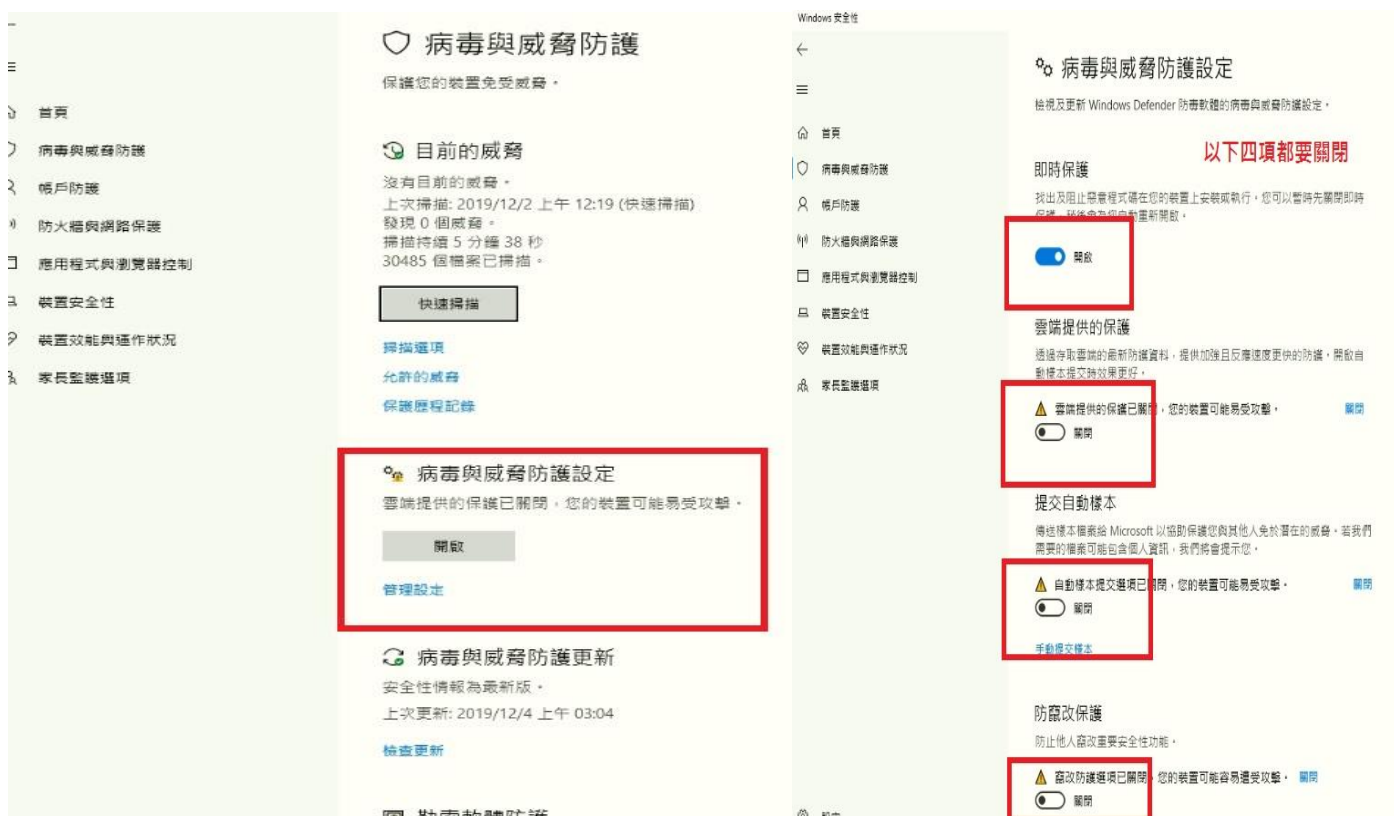 病毒與威脅防護
保護您的裝置免受威脅。
首頁
病毒與威脅防護
帳戶防護
防火牆與網路保護
應用程式與瀏覽器控制
裝置安全性
裝置效能與運作狀況
家長監護選項
目前的威脅
沒有目前的威脅。
上次掃描: 2019/12/2 上午 12:19 (快速掃描)
發現 0 個威脅。
掃描持續 5 分鐘 38 秒
30485 個檔案已掃描。
快速掃描
掃描選項
允許的威脅
保護歷程記錄
病毒與威脅防護設定
雲端提供的保護已關閉，您的裝置可能易受攻擊。
開啟
管理設定
病毒與威脅防護更新
安全性情報為最新版。
上次更新: 2019/12/4 上午 03:04
檢查更新
勒索軟體防護
Windows 安全性
首頁
病毒與威脅防護
帳戶防護
防火牆與網路保護
應用程式與瀏覽器控制
裝置安全性
裝置效能與運作狀況
家長監護選項
病毒與威脅防護設定
檢視及更新 Windows Defender 防毒軟體的病毒與威脅防護設定。
以下四項都要關閉
即時保護
找出及阻止惡意程式碼在您的裝置上安裝或執行。您可以暫時先關閉即時
保護，稍後會為您自動重新開啟。
開啟
雲端提供的保護
透過存取雲端的最新防護資料，提供加強且反應速度更快的防護。開啟自
動樣本提交時效果更好。
雲端提供的保護已關閉，您的裝置可能易受攻擊。 關閉
關閉
提交自動樣本
傳送樣本檔案給 Microsoft 以協助保護您與其他人免於潛在的威脅。若我們
需要的檔案可能包含個人資訊，我們將會提示您。
自動樣本提交選項已關閉，您的裝置可能易受攻擊。 關閉
關閉
手動提交樣本
防竄改保護
防止他人竄改重要安全性功能。
竄改防護選項已關閉，您的裝置可能容易遭受攻擊。 關閉
關閉